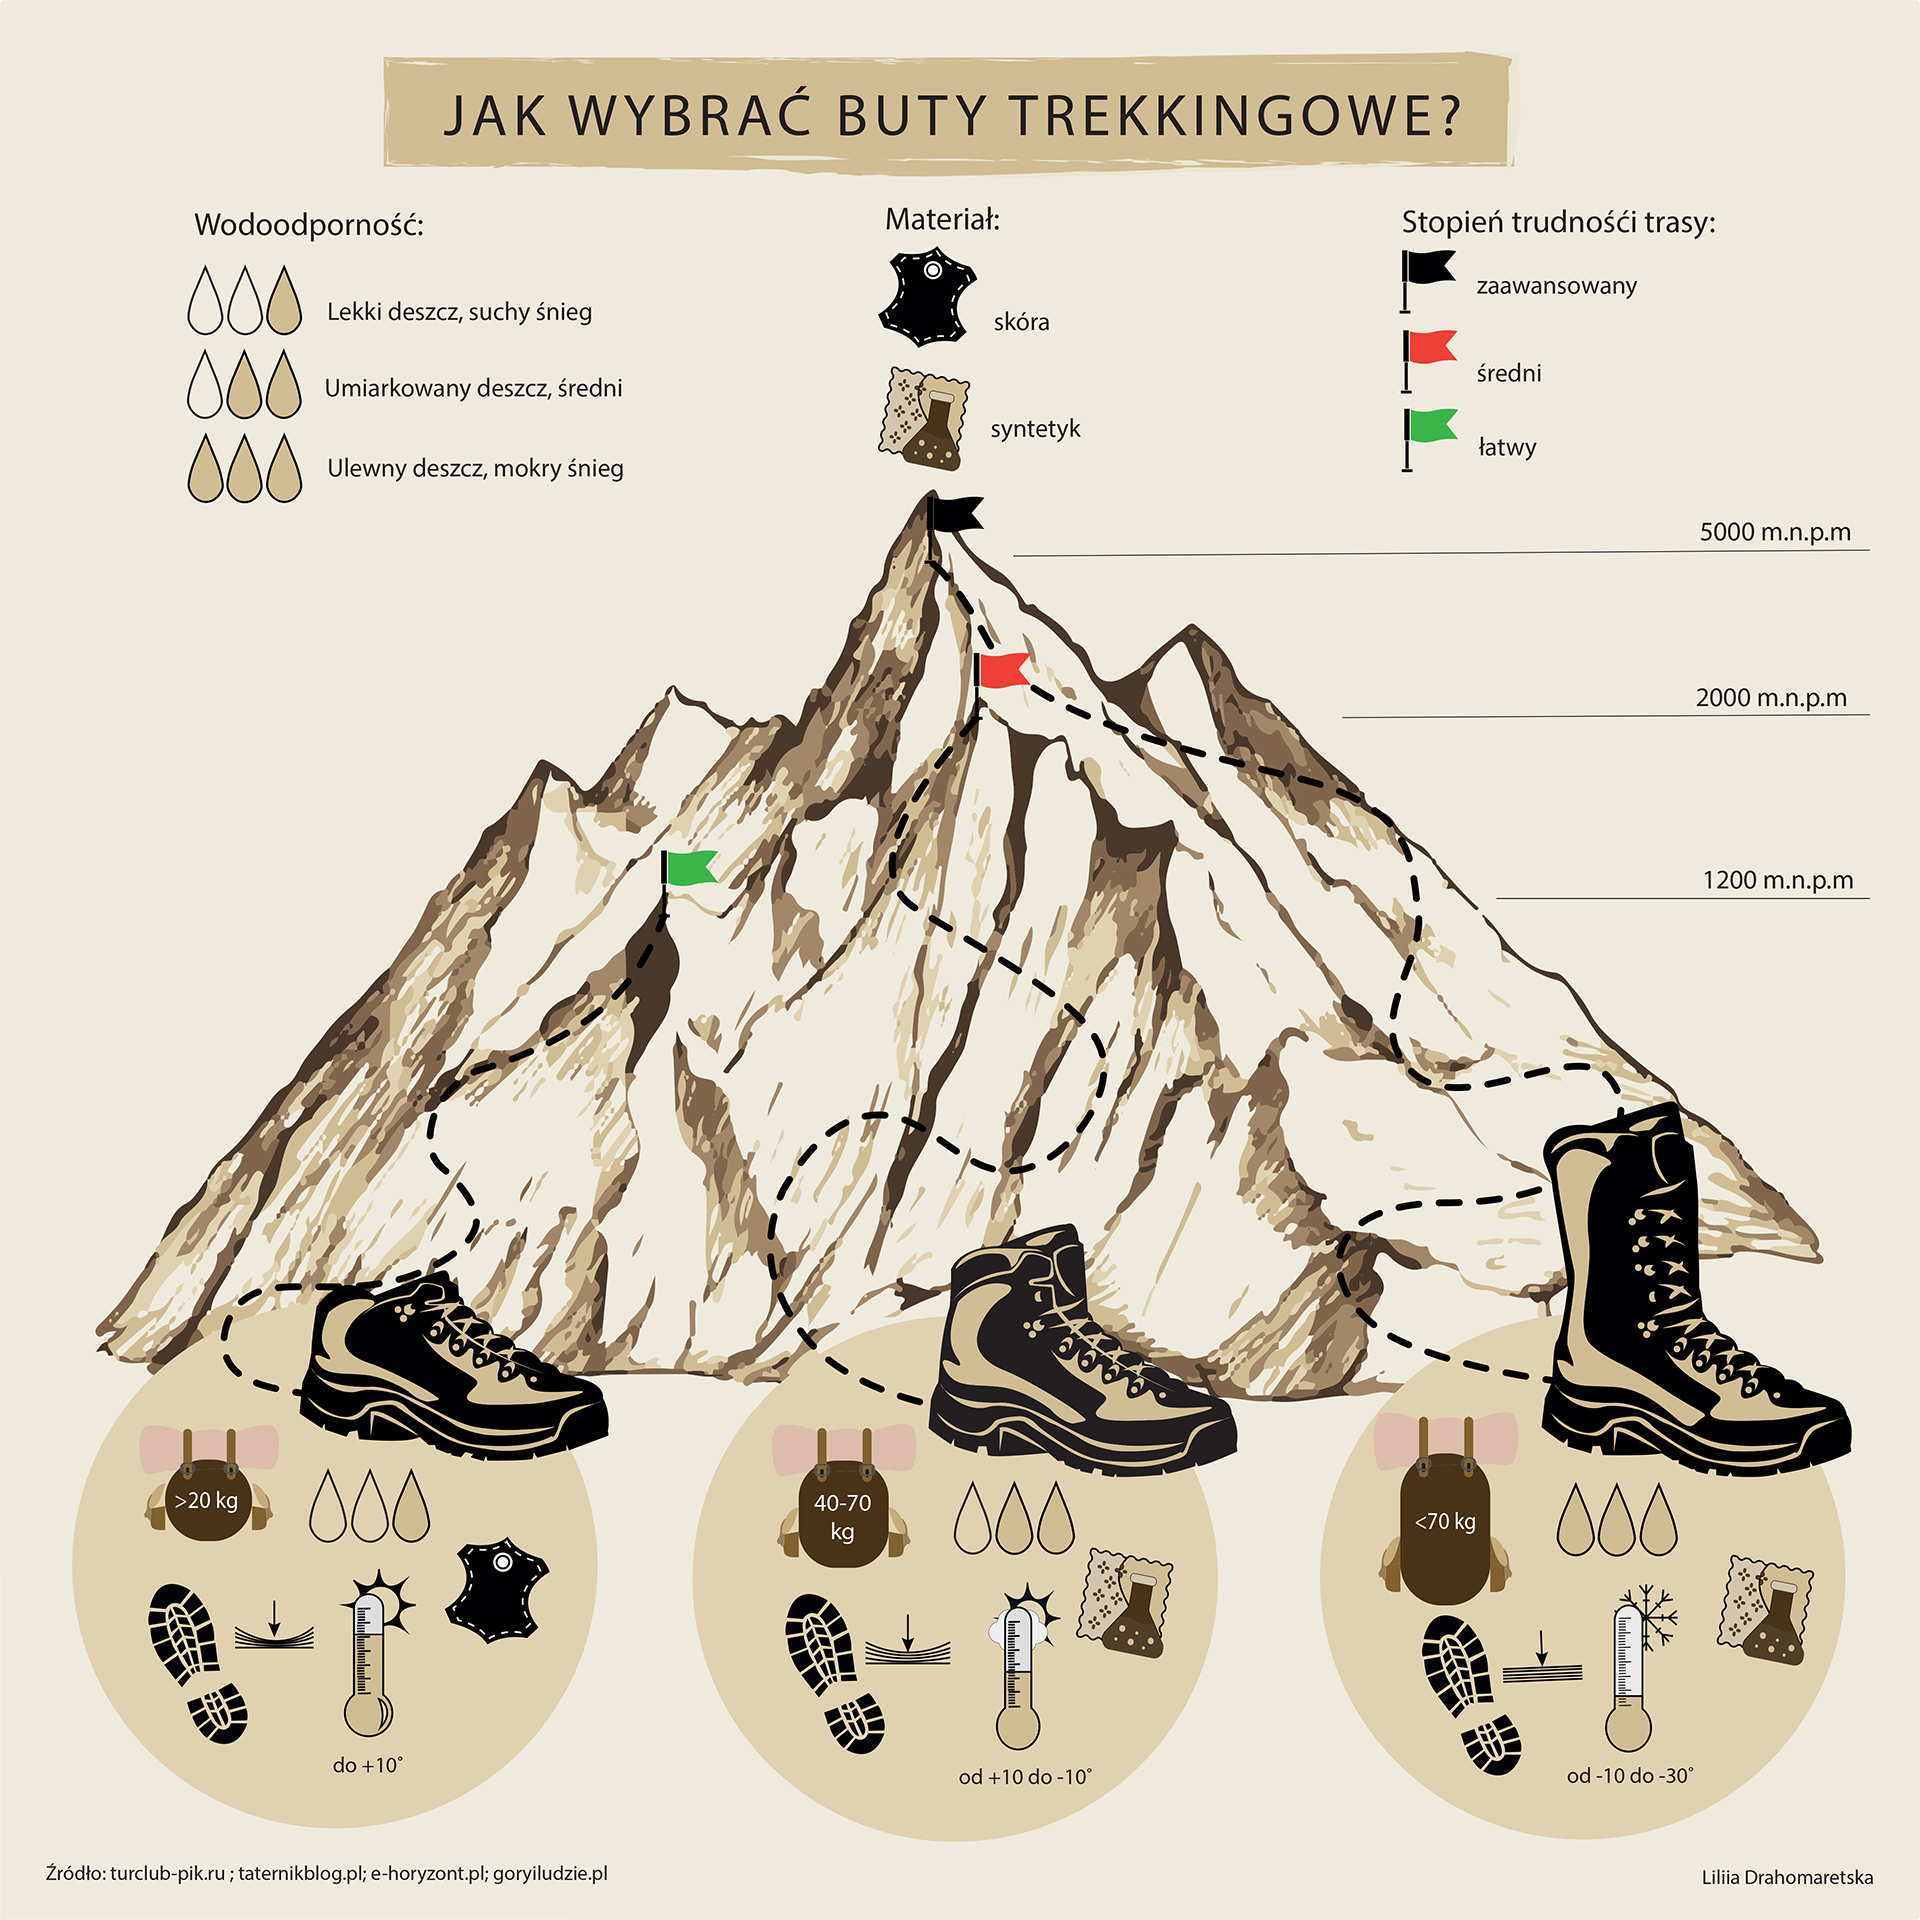 JAK WYBRAĆ BUTY TREKKINGOWE?
Wodoodporność:
Lekki deszcz, suchy śnieg
Umiarkowany deszcz, średni
Ulewny deszcz, mokry śnieg
Materiał:
skóra
syntetyk
Stopień trudnośći trasy:
zaawansowany
średni
łatwy
5000 m.n.p.m
2000 m.n.p.m
1200 m.n.p.m
>20 kg
do +10°
40-70
kg
od +10 do -10°
<70 kg
od -10 do -30°
Źródło: turclub-pik.ru ; taternikblog.pl; e-horyzont.pl; goryiludzie.pl
Liliia Drahomaretska